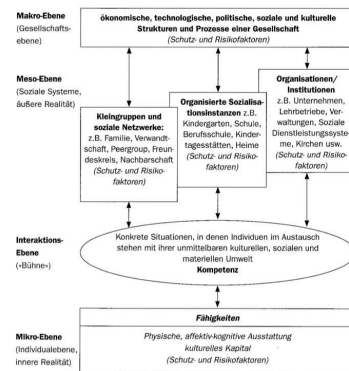 Makro-Ebene
(Gesellschafts-
ebene)
ökonomische, technologische, politische, soziale und kulturelle
Strukturen und Prozesse einer Gesellschaft
(Schutz- und Risikofaktoren)
Meso-Ebene
(Soziale Systeme,
äußere Realität)
Kleingruppen und
soziale Netzwerke:
z.B. Familie, Verwandt-
schaft, Peergroup, Freun-
deskreis, Nachbarschaft
(Schutz- und Risiko-
faktoren)
Organisierte Sozialisa-
tionsinstanzen z.B.
Kindergarten, Schule,
Berufsschule, Kinder-
tagesstätten, Heime
(Schutz- und Risiko-
faktoren)
Organisationen/
Institutionen
z.B. Unternehmen,
Lehrbetriebe, Ver-
waltungen, Soziale
Dienstleistungssyste-
me, Kirchen usw.
(Schutz- und Risiko-
faktoren)
Interaktions-
Ebene
(«Bühne»)
Konkrete Situationen, in denen Individuen im Austausch
stehen mit ihrer unmittelbaren kulturellen, sozialen und
materiellen Umwelt
Kompetenz
Mikro-Ebene
(Individualebene,
innere Realität)
Fähigkeiten
Physische, affektiv-kognitive Ausstattung
kulturelles Kapital
(Schutz- und Risikofaktoren)